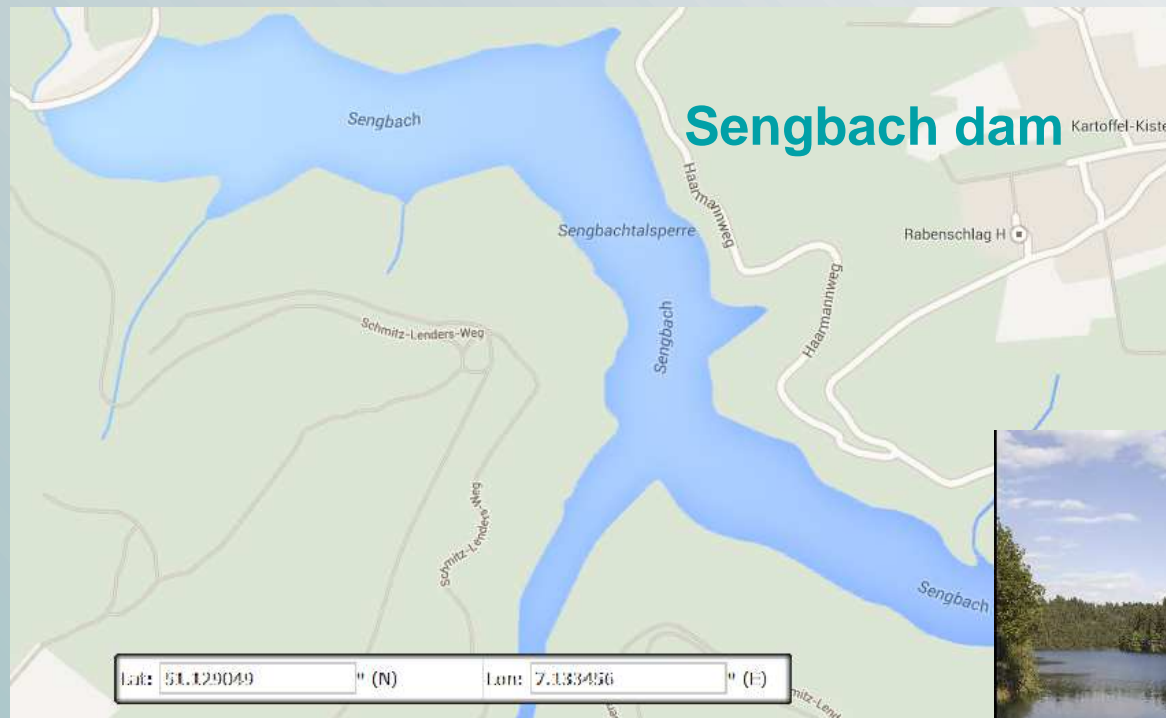 Sengbach
Sengbach dam
Kartoffel-Kiste
Haarmannweg
Sengbachtalsperre
Rabenschlag H
Haarmannweg
Sengbach
Schmitz-Lenders-Weg
Schmitz-Lenders-Weg
Sengbach
Lat: 51.129049 " (N) Lon: 7.133456 " (E)